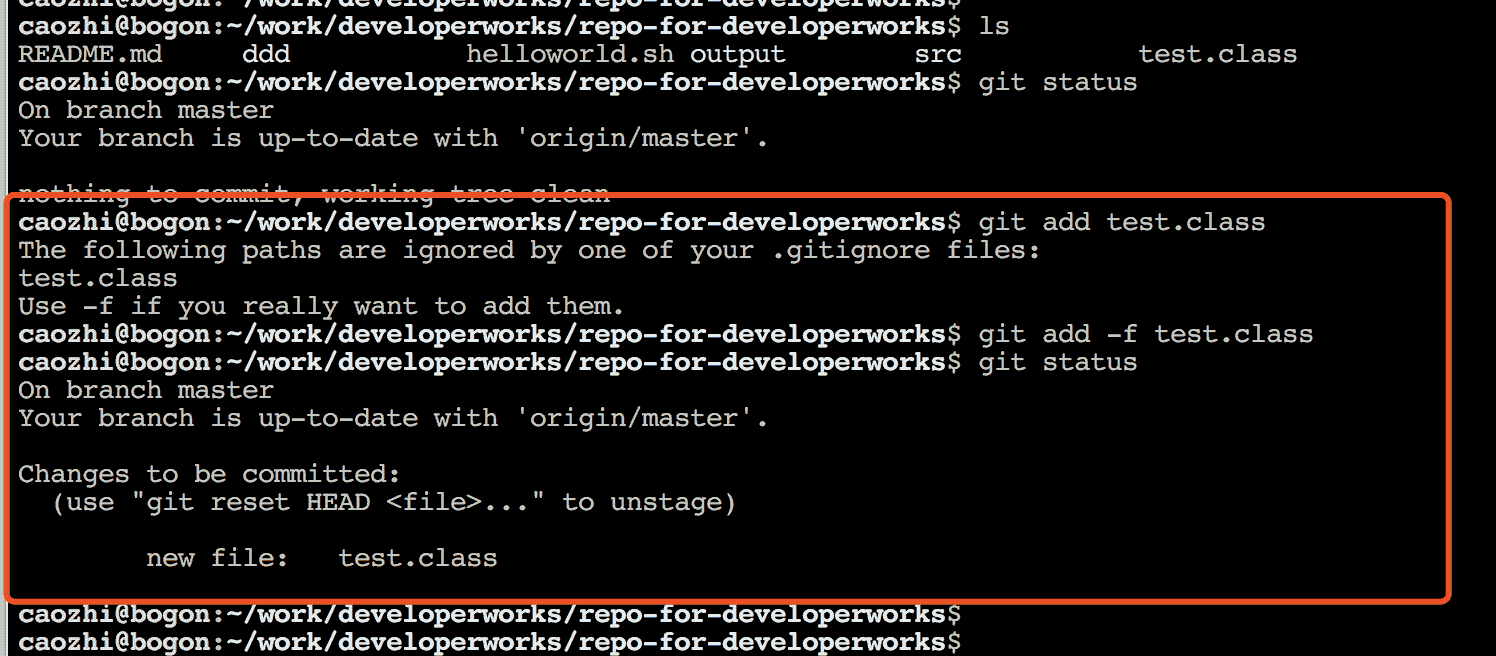 caozhi@bogon:~/work/developerworks/repo-for-developerworks$
caozhi@bogon:~/work/developerworks/repo-for-developerworks$ ls
README.md ddd helloworld.sh output src test.class
caozhi@bogon:~/work/developerworks/repo-for-developerworks$ git status
On branch master
Your branch is up-to-date with 'origin/master'.
nothing to commit, working tree clean
caozhi@bogon:~/work/developerworks/repo-for-developerworks$ git add test.class
The following paths are ignored by one of your .gitignore files:
test.class
Use -f if you really want to add them.
caozhi@bogon:~/work/developerworks/repo-for-developerworks$ git add -f test.class
caozhi@bogon:~/work/developerworks/repo-for-developerworks$ git status
On branch master
Your branch is up-to-date with 'origin/master'.
Changes to be committed:
(use "git reset HEAD <file>..." to unstage)
new file: test.class
caozhi@bogon:~/work/developerworks/repo-for-developerworks$
caozhi@bogon:~/work/developerworks/repo-for-developerworks$